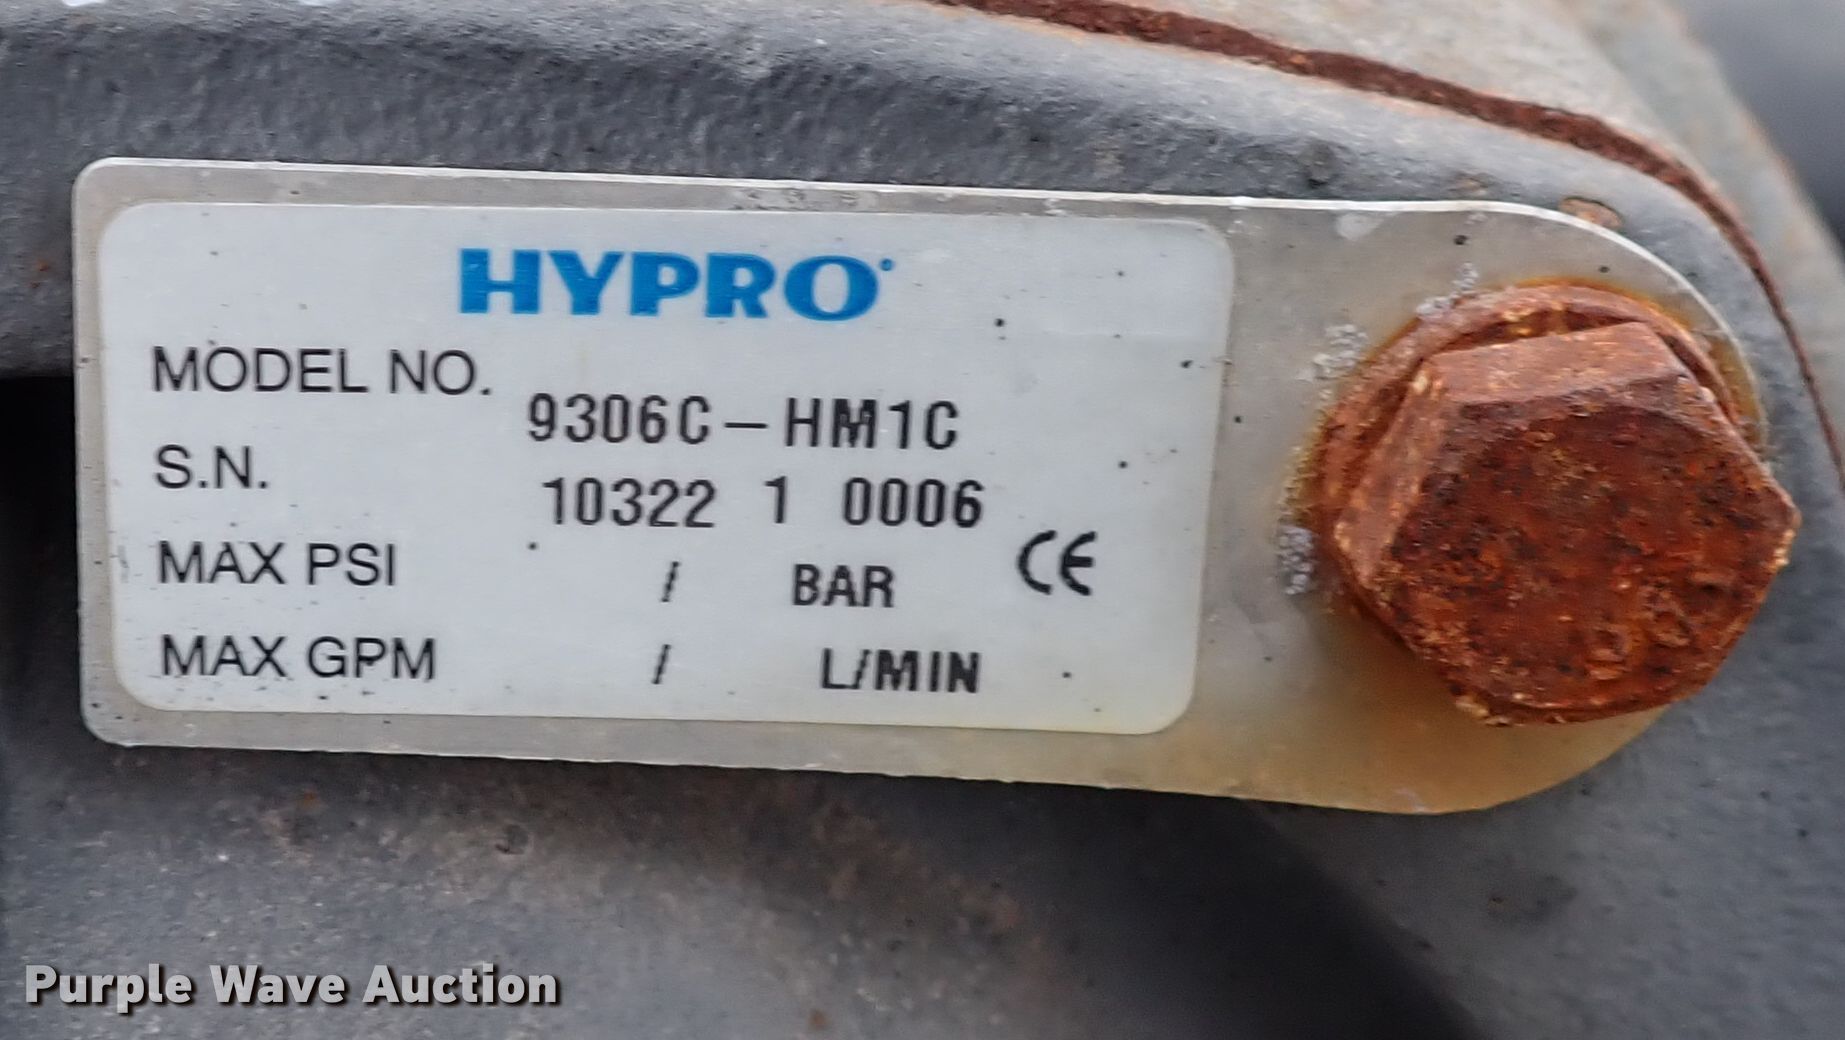 HYPRO
MODEL NO. 9306C-HM1C
S.N. 10322 1 0006
MAX PSI / BAR CE
MAX GPM / L/MIN
Purple Wave Auction